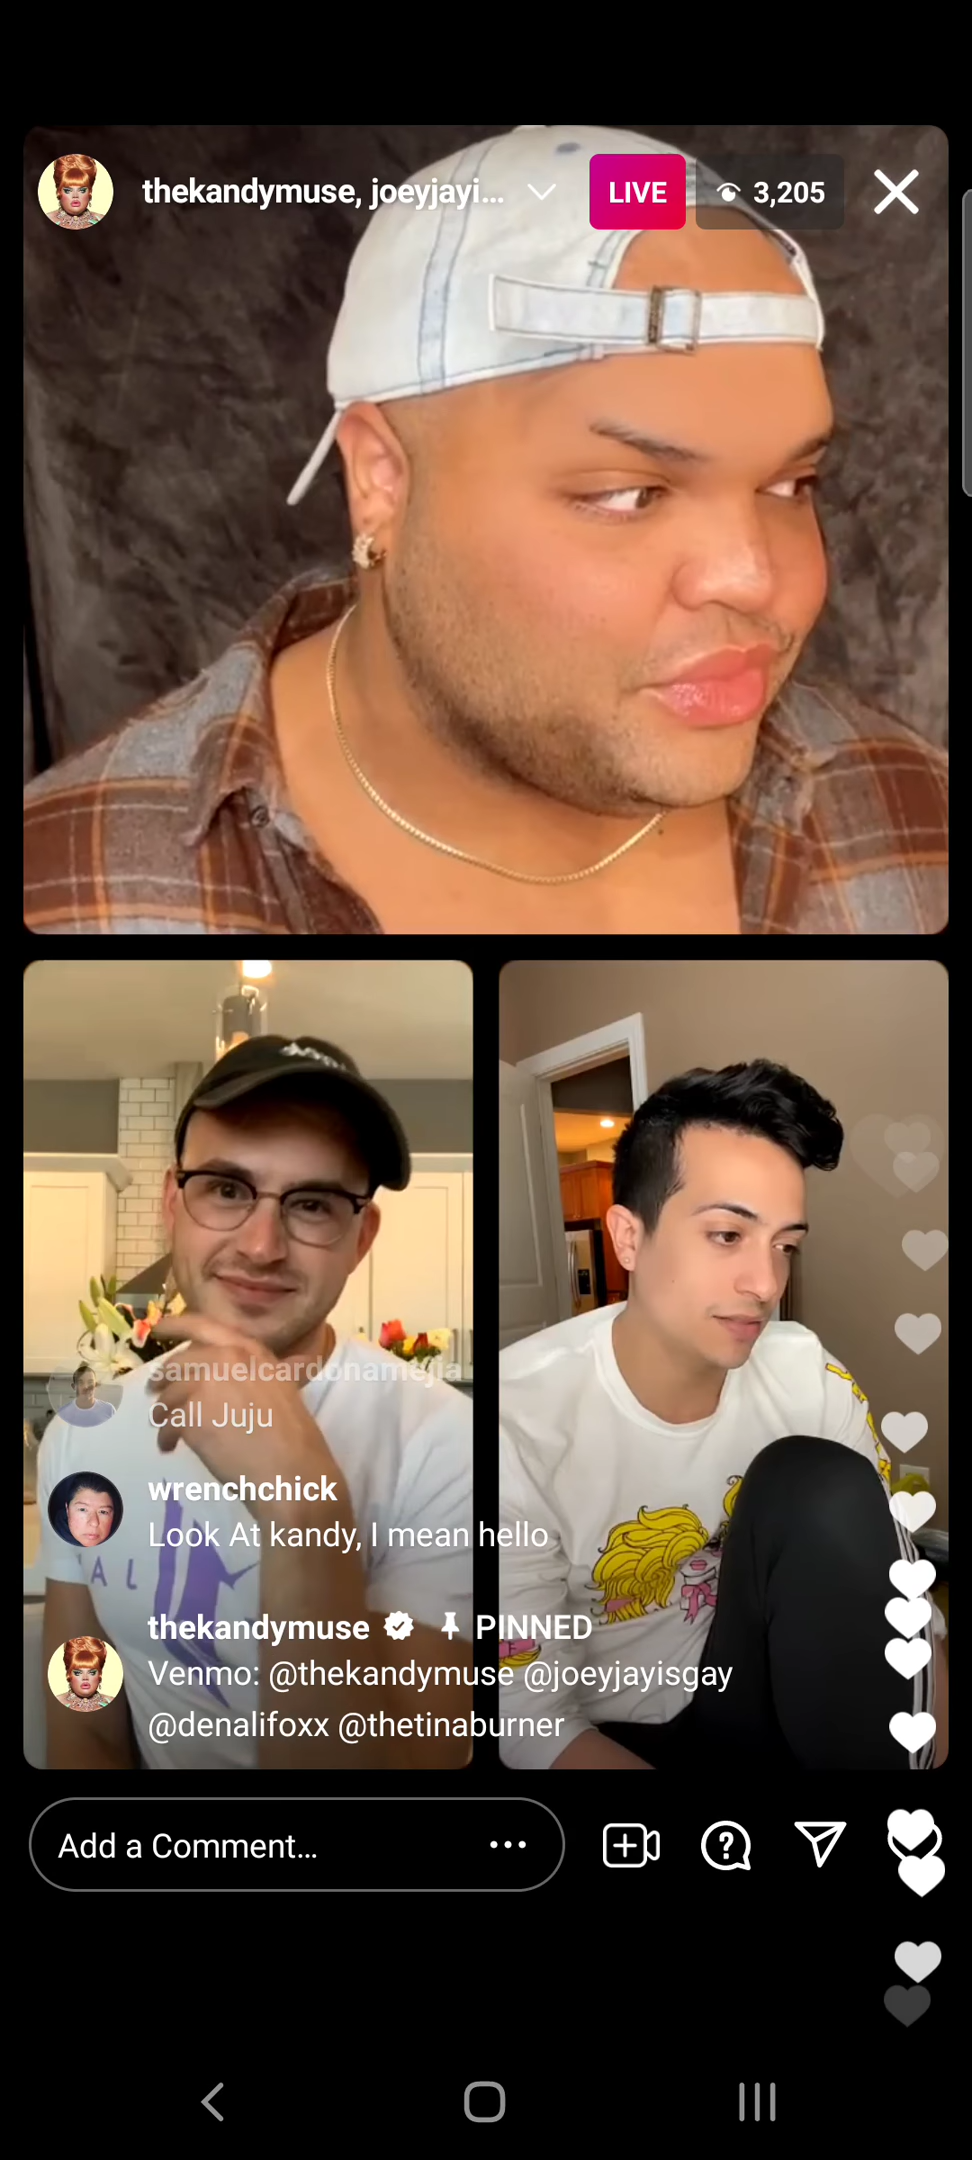 thekandymuse, joeyjayi...
LIVE
3,205
samuelcardonamejia
Call Juju
wrenchchick
Look At kandy, I mean hello
thekandymuse PINNED
Venmo: @thekandymuse @joeyjayisgay
@denalifoxx @thetinaburner
AL
Add a Comment...